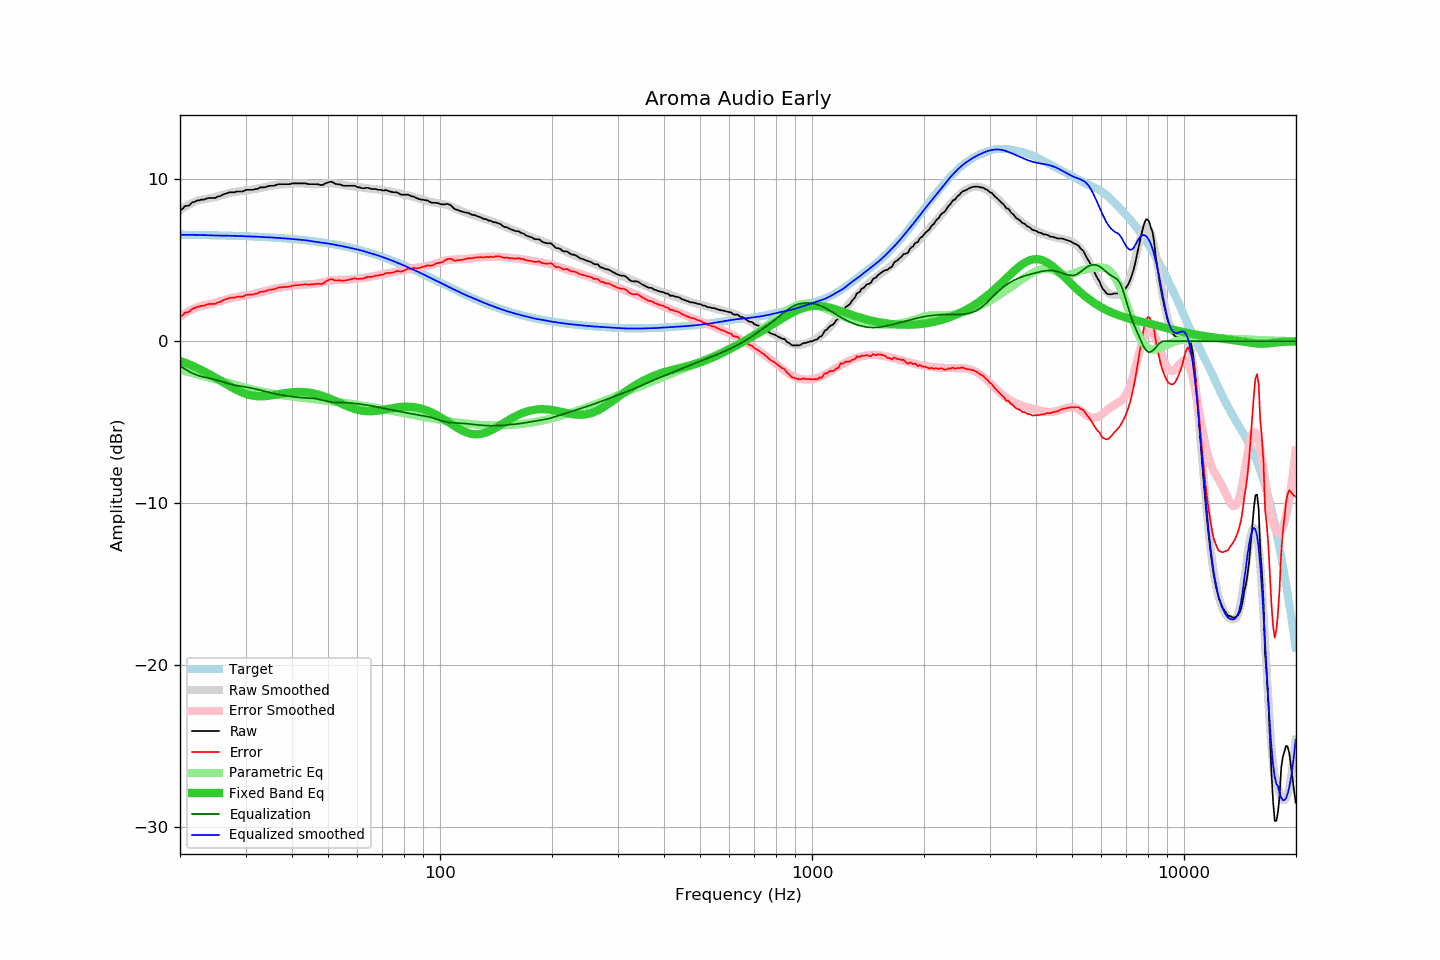 Aroma Audio Early
10
0
−10
−20
−30
Amplitude (dBr)
Target
Raw Smoothed
Error Smoothed
Raw
Error
Parametric Eq
Fixed Band Eq
Equalization
Equalized smoothed
100
1000
10000
Frequency (Hz)